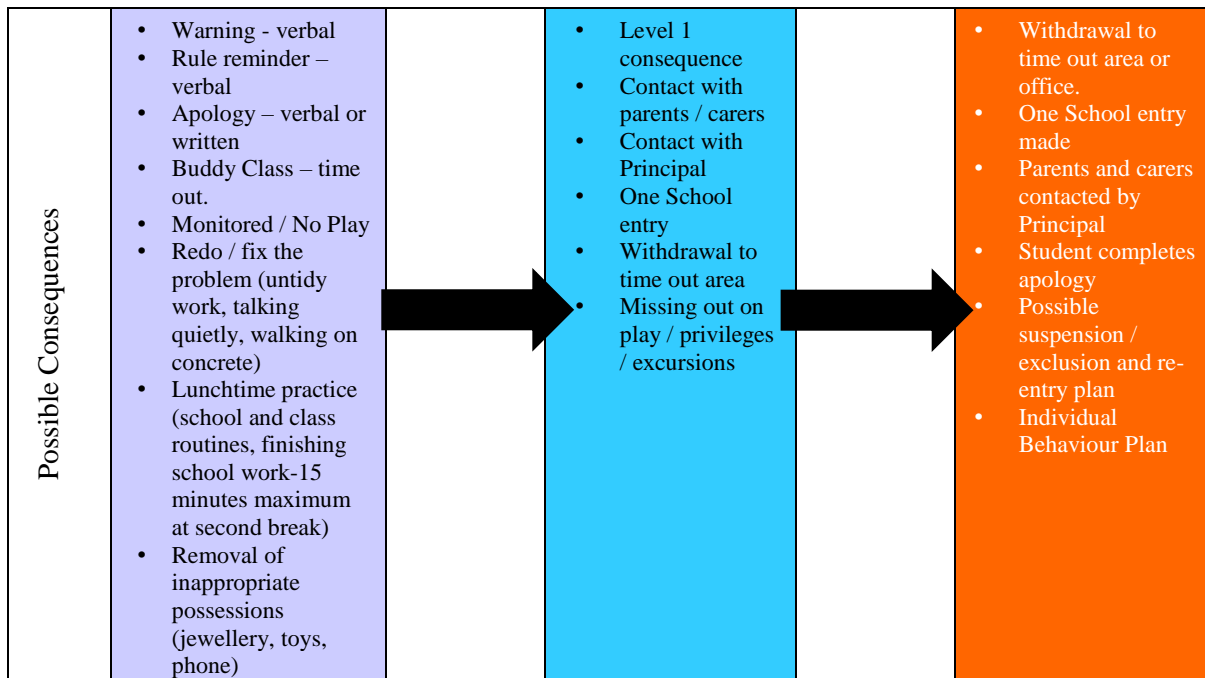 Possible Consequences
• Warning - verbal
• Rule reminder –
verbal
• Apology – verbal or
written
• Buddy Class – time
out.
• Monitored / No Play
• Redo / fix the
problem (untidy
work, talking
quietly, walking on
concrete)
• Lunchtime practice
(school and class
routines, finishing
school work-15
minutes maximum
at second break)
• Removal of
inappropriate
possessions
(jewellery, toys,
phone)
• Level 1
consequence
• Contact with
parents / carers
• Contact with
Principal
• One School
entry
• Withdrawal to
time out area
• Missing out on
play / privileges
/ excursions
• Withdrawal to
time out area or
office.
• One School entry
made
• Parents and carers
contacted by
Principal
• Student completes
apology
• Possible
suspension /
exclusion and re-
entry plan
• Individual
Behaviour Plan